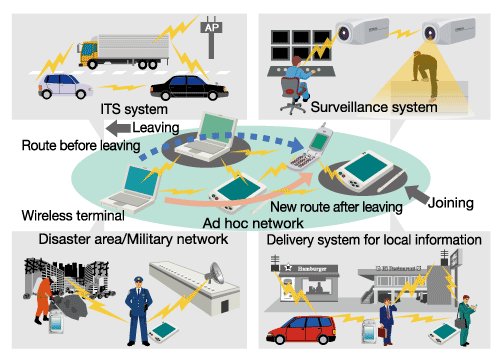 AP
ITS system
Surveillance system
Leaving
Route before leaving
Wireless terminal
Ad hoc network
New route after leaving
Joining
Disaster area/Military network
Delivery system for local information
Hamburger
Restaurant